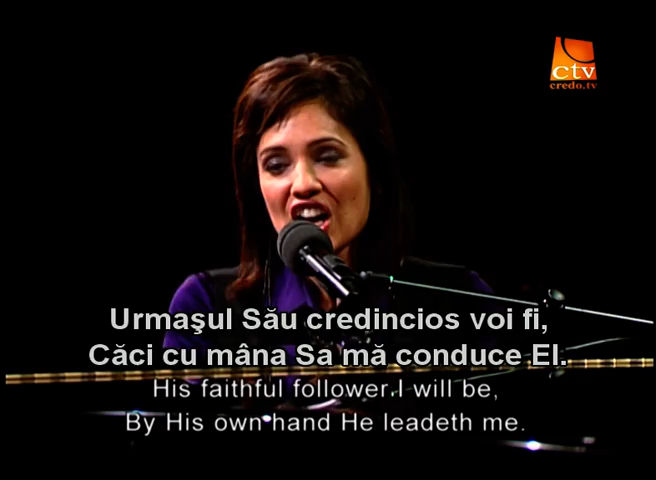 ctv
credo.tv
Urmaşul Său credincios voi fi,
Căci cu mâna Sa mă conduce El.
His faithful follower I will be,
By His own hand He leadeth me.